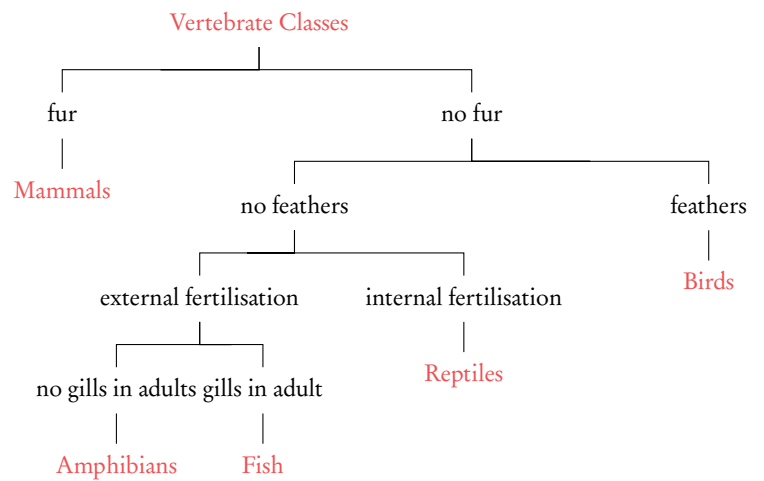 Vertebrate Classes
fur
no fur
Mammals
no feathers
feathers
Birds
external fertilisation
internal fertilisation
Reptiles
no gills in adults
gills in adult
Amphibians
Fish